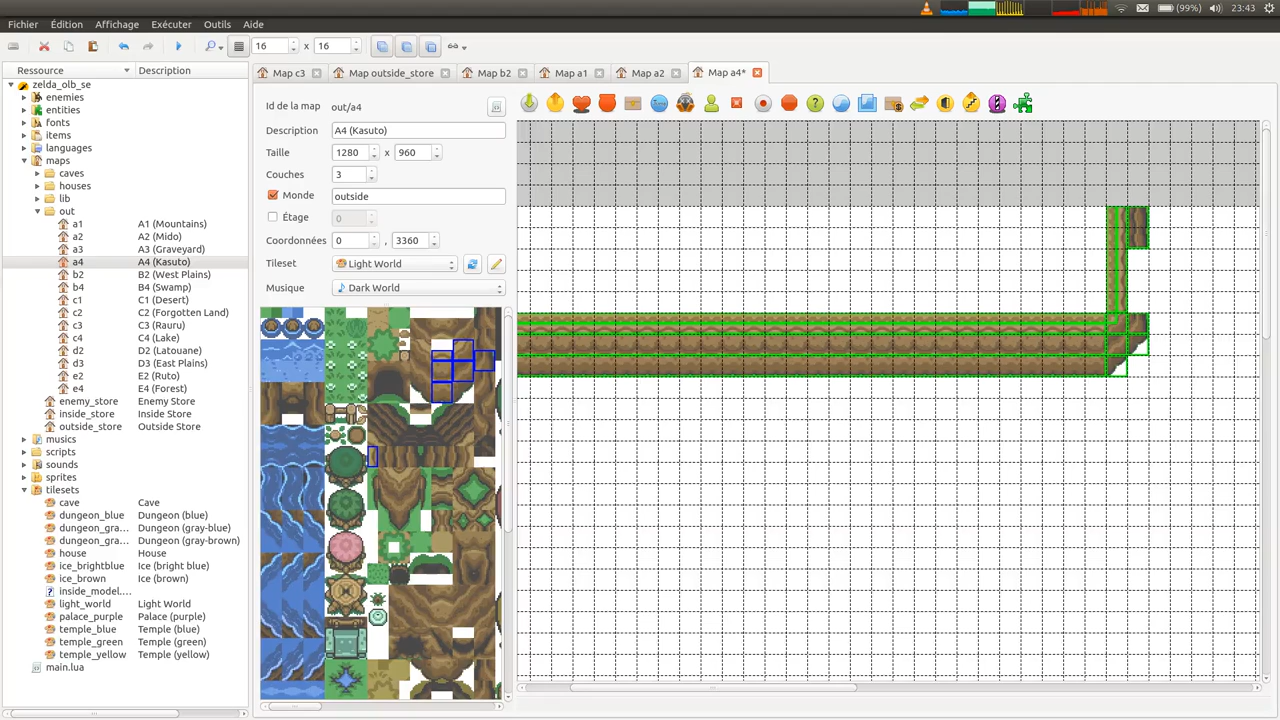 (99%) 23:43
Fichier Édition Affichage Exécuter Outils Aide
16 x 16
Ressource Description
zelda_olb_se
enemies
entities
fonts
items
languages
maps
caves
houses
lib
out
a1 A1 (Mountains)
a2 A2 (Mido)
a3 A3 (Graveyard)
a4 A4 (Kasuto)
b2 B2 (West Plains)
b4 B4 (Swamp)
c1 C1 (Desert)
c2 C2 (Forgotten Land)
c3 C3 (Rauru)
c4 C4 (Lake)
d2 D2 (Latouane)
d3 D3 (East Plains)
e2 E2 (Ruto)
e4 E4 (Forest)
enemy_store Enemy Store
inside_store Inside Store
outside_store Outside Store
musics
scripts
sounds
sprites
tilesets
cave Cave
dungeon_blue Dungeon (blue)
dungeon_gra... Dungeon (gray-blue)
dungeon_gra... Dungeon (gray-brown)
house House
ice_brightblue Ice (bright blue)
ice_brown Ice (brown)
inside_model....
light_world Light World
palace_purple Palace (purple)
temple_blue Temple (blue)
temple_green Temple (green)
temple_yellow Temple (yellow)
main.lua
Map c3 Map outside_store Map b2 Map a1 Map a2 Map a4*
Id de la map out/a4
Description A4 (Kasuto)
Taille 1280 x 960
Couches 3
Monde outside
Étage 0
Coordonnées 0 , 3360
Tileset Light World
Musique Dark World